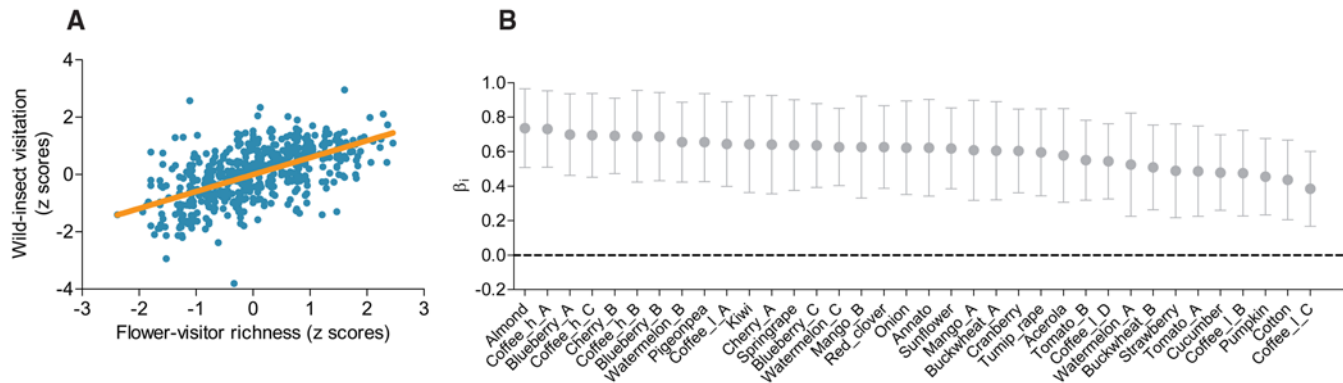 A
B
Wild-insect visitation
(z scores)
4
2
0
-2
-4
-3
-2
-1
0
1
2
3
Flower-visitor richness (z scores)
βi
1.0
0.8
0.6
0.4
0.2
0.0
-0.2
Almond
Coffee_h_A
Blueberry_A
Coffee_h_C
Cherry_B
Coffee_h_B
Blueberry_B
Watermelon_B
Pigeonpea
Coffee_l_A
Kiwi
Cherry_A
Springrape
Blueberry_C
Watermelon_C
Mango_B
Red_clover
Onion
Annato
Sunflower
Mango_A
Buckwheat_A
Cranberry
Turnip_rape
Acerola
Tomato_B
Coffee_l_D
Watermelon_A
Buckwheat_B
Strawberry
Tomato_A
Cucumber
Coffee_l_B
Pumpkin
Cotton
Coffee_l_C